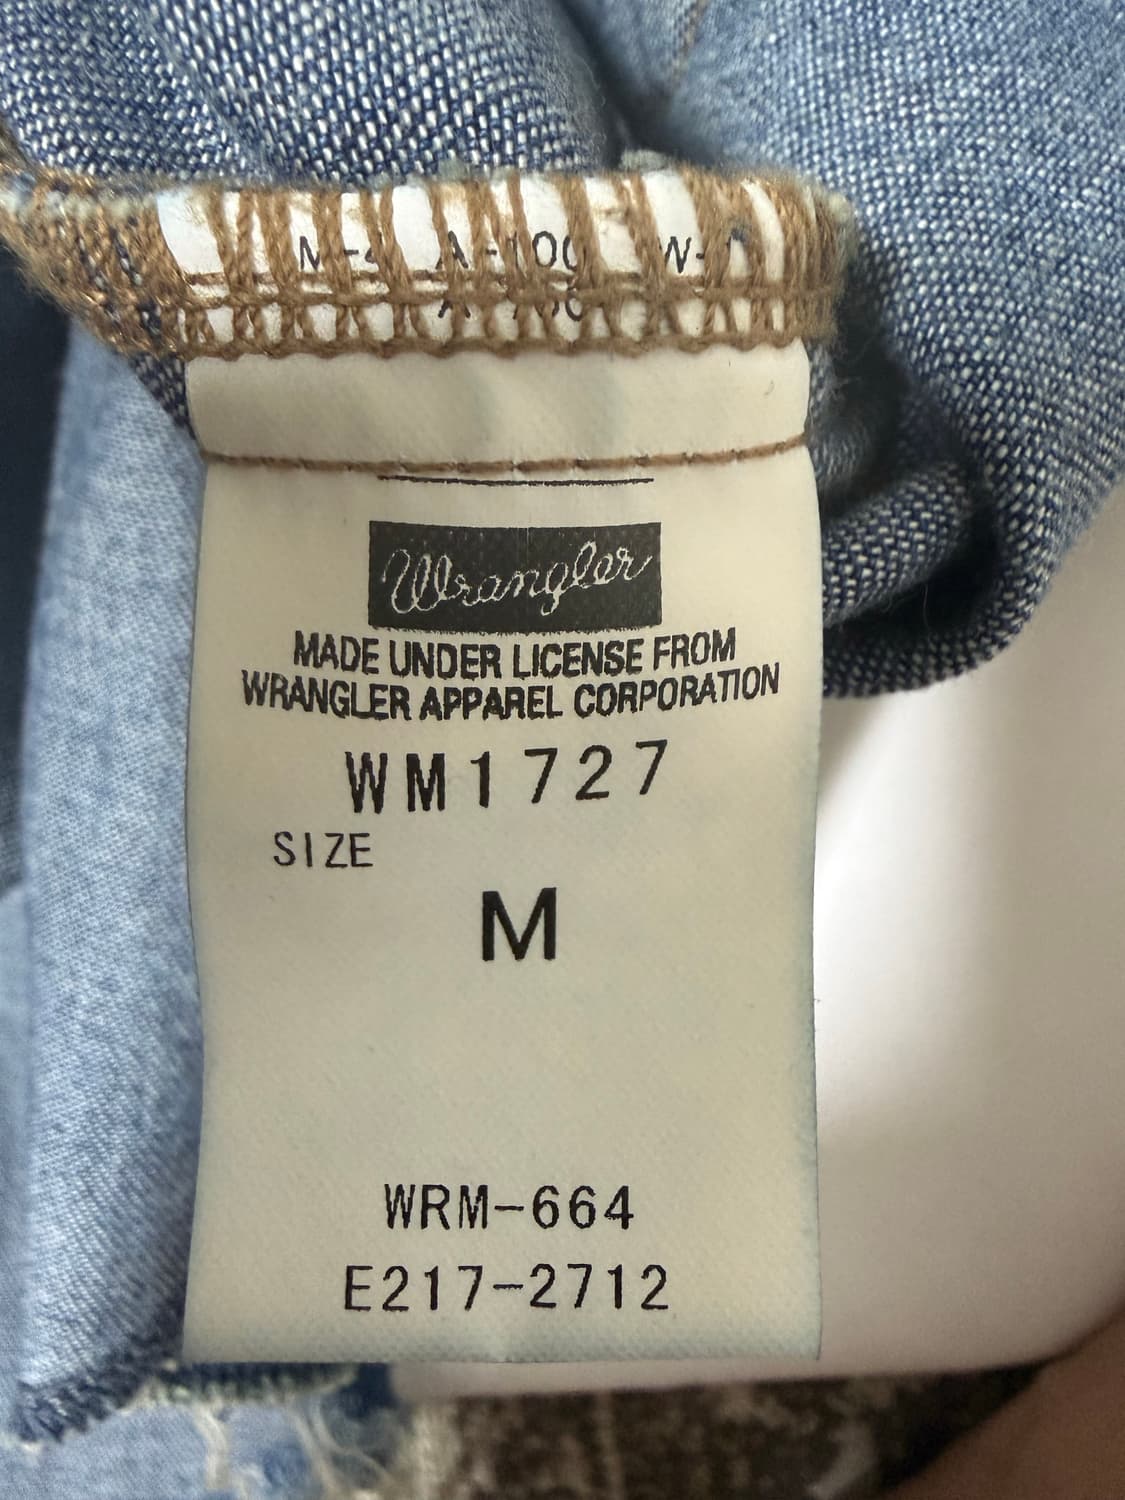 Wrangler
MADE UNDER LICENSE FROM
WRANGLER APPAREL CORPORATION
WM1727
SIZE
M
WRM-664
E217-2712